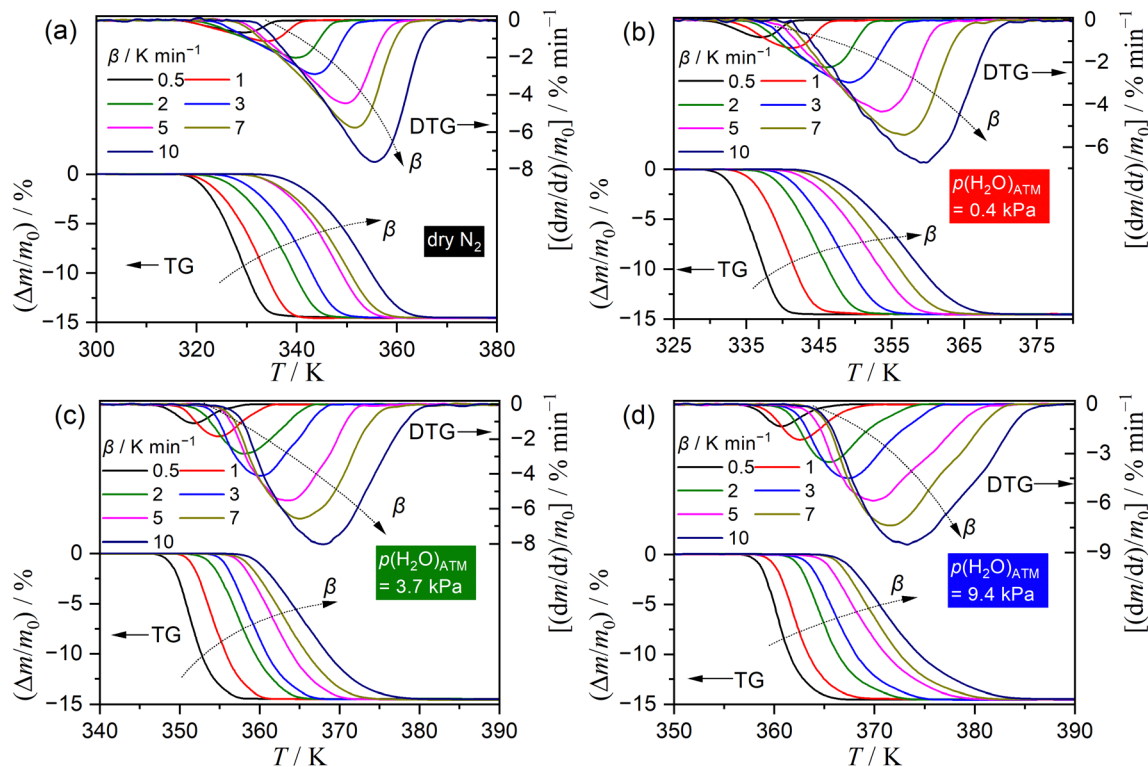 (a)
β / K min⁻¹
0.5 1
2 3
5 7
10
DTG
β
0
−2
−4
−6
−8
[(dm/dt)/m₀] / % min⁻¹
0
−5
−10
−15
(Δm/m₀) / %
TG
β
dry N₂
300 320 340 360 380
T / K
(b)
β / K min⁻¹
0.5 1
2 3
5 7
10
DTG
β
0
−2
−4
−6
[(dm/dt)/m₀] / % min⁻¹
p(H₂O)ATM
= 0.4 kPa
0
−5
−10
−15
(Δm/m₀) / %
TG
β
325 335 345 355 365 375
T / K
(c)
β / K min⁻¹
0.5 1
2 3
5 7
10
DTG
β
0
−2
−4
−6
−8
[(dm/dt)/m₀] / % min⁻¹
p(H₂O)ATM
= 3.7 kPa
0
−5
−10
−15
(Δm/m₀) / %
TG
β
340 350 360 370 380 390
T / K
(d)
β / K min⁻¹
0.5 1
2 3
5 7
10
DTG
β
0
−3
−6
−9
[(dm/dt)/m₀] / % min⁻¹
p(H₂O)ATM
= 9.4 kPa
0
−5
−10
−15
(Δm/m₀) / %
TG
β
350 360 370 380 390
T / K